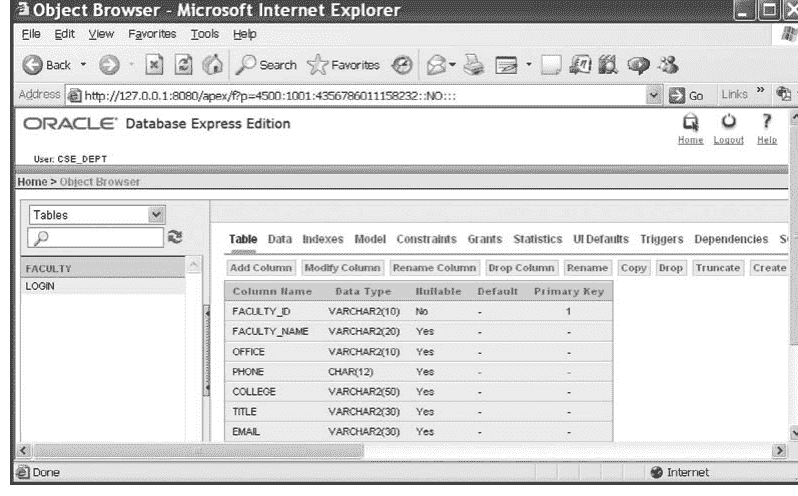 Object Browser - Microsoft Internet Explorer
File Edit View Favorites Tools Help
Back Search Favorites
Address http://127.0.0.1:8080/apex/f?p=4500:1001:4356786011158232::NO::: Go Links »
ORACLE® Database Express Edition
Home Logout Help
User: CSE_DEPT
Home > Object Browser
Tables
Table Data Indexes Model Constraints Grants Statistics UI Defaults Triggers Dependencies S
FACULTY
LOGIN
Add Column Modify Column Rename Column Drop Column Rename Copy Drop Truncate Create
Column Name Data Type Nullable Default Primary Key
FACULTY_ID VARCHAR2(10) No - 1
FACULTY_NAME VARCHAR2(20) Yes - -
OFFICE VARCHAR2(10) Yes - -
PHONE CHAR(12) Yes - -
COLLEGE VARCHAR2(50) Yes - -
TITLE VARCHAR2(30) Yes - -
EMAIL VARCHAR2(30) Yes - -
Done Internet